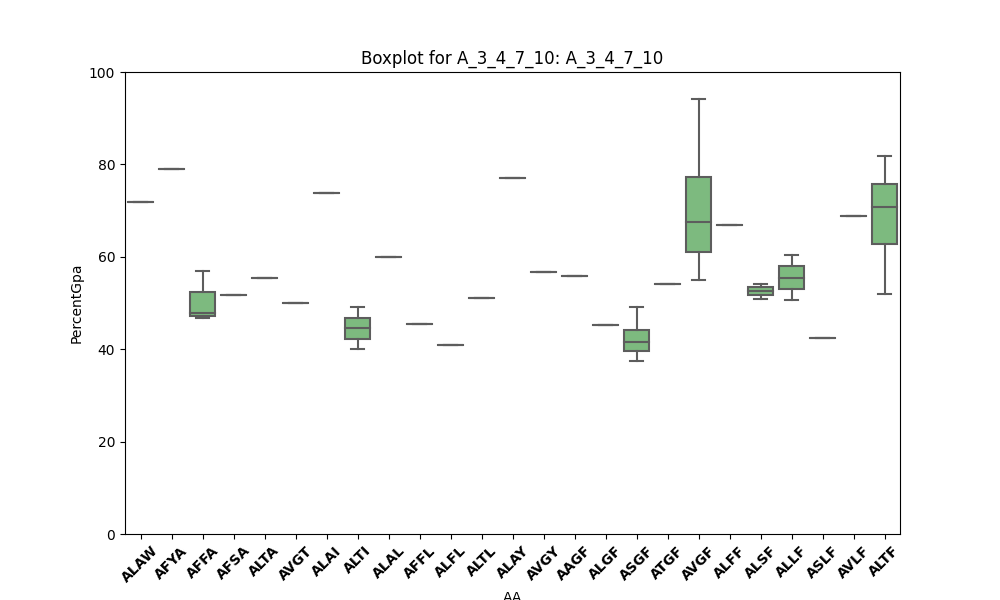 Boxplot for A_3_4_7_10: A_3_4_7_10
PercentGpa
100
80
60
40
20
0
ALAW AFYA AFFA AFSA ALTA AVGT ALAI ALTI ALAL AFFL ALFL ALTL ALAY AVGY AAGF ALGF ASGF ATGF AVGF ALFF ALSF ALLF ASLF AVLF ALTF
AA